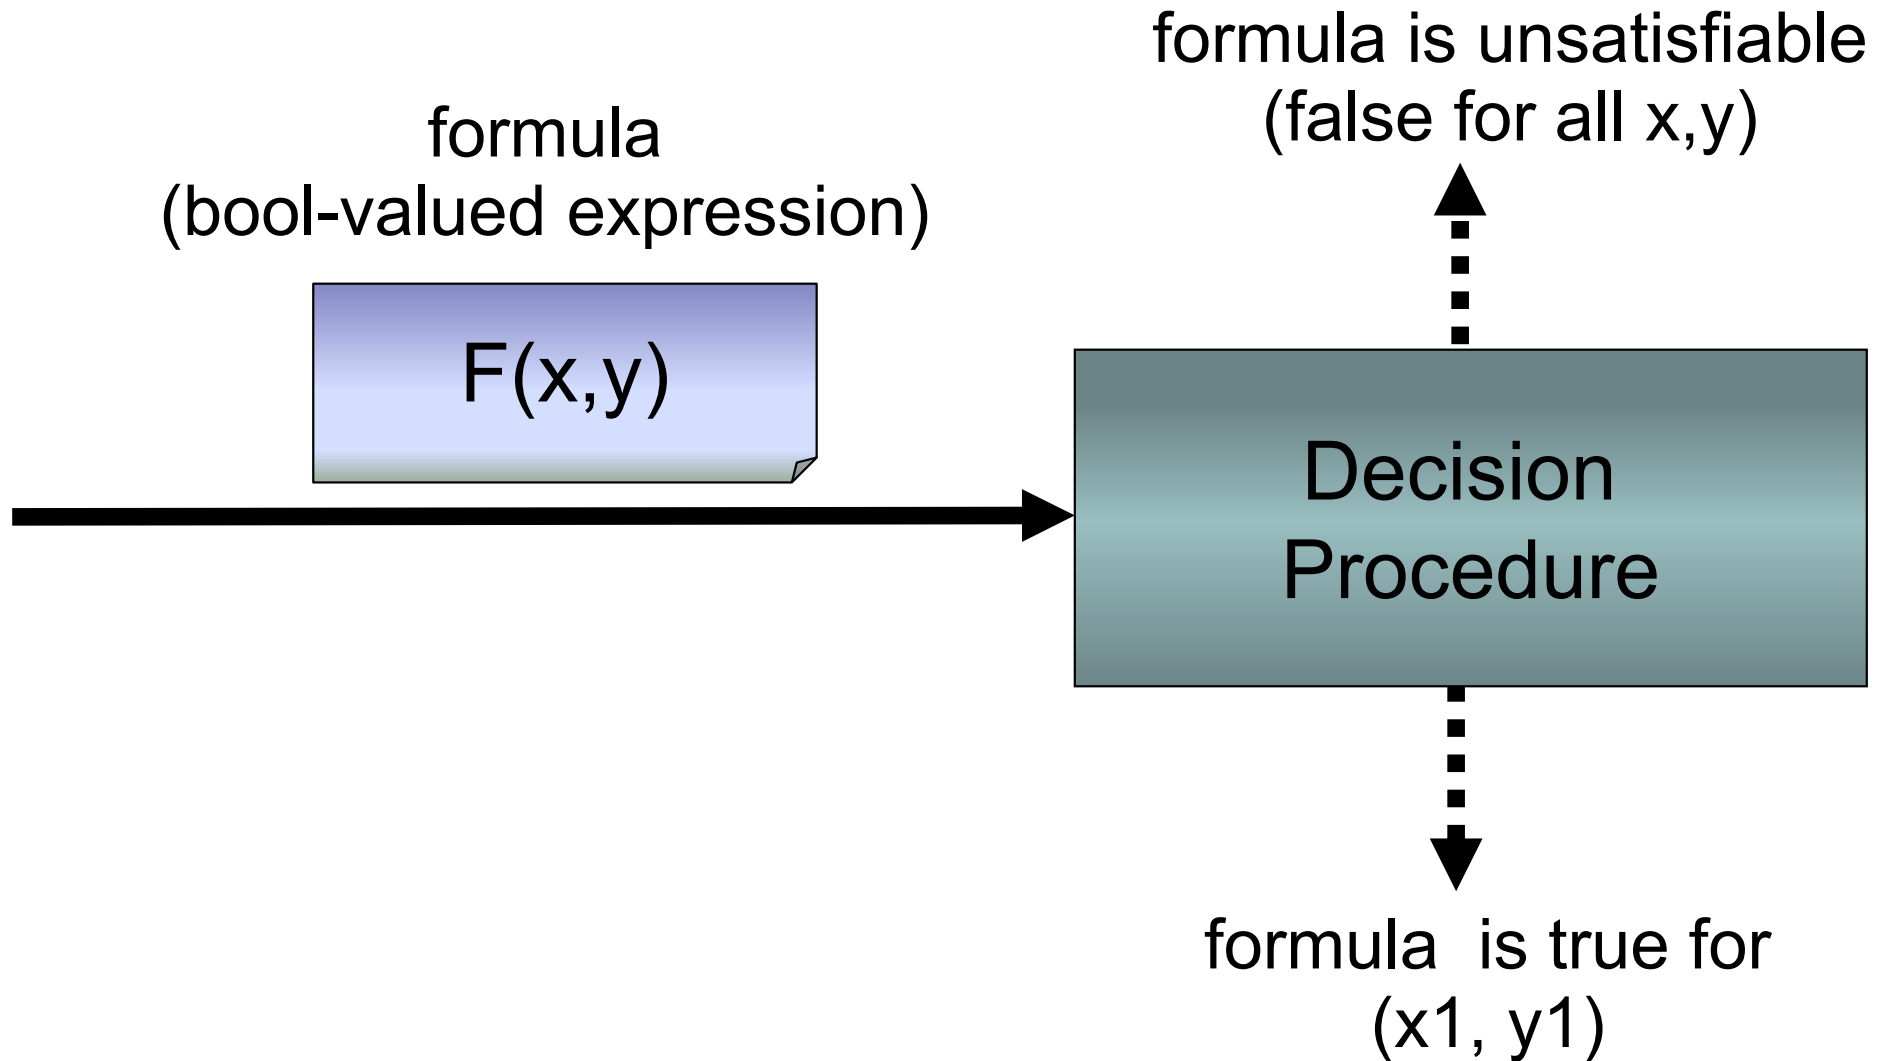 formula
(bool-valued expression)
F(x,y)
formula is unsatisfiable
(false for all x,y)
Decision
Procedure
formula  is true for
(x1, y1)